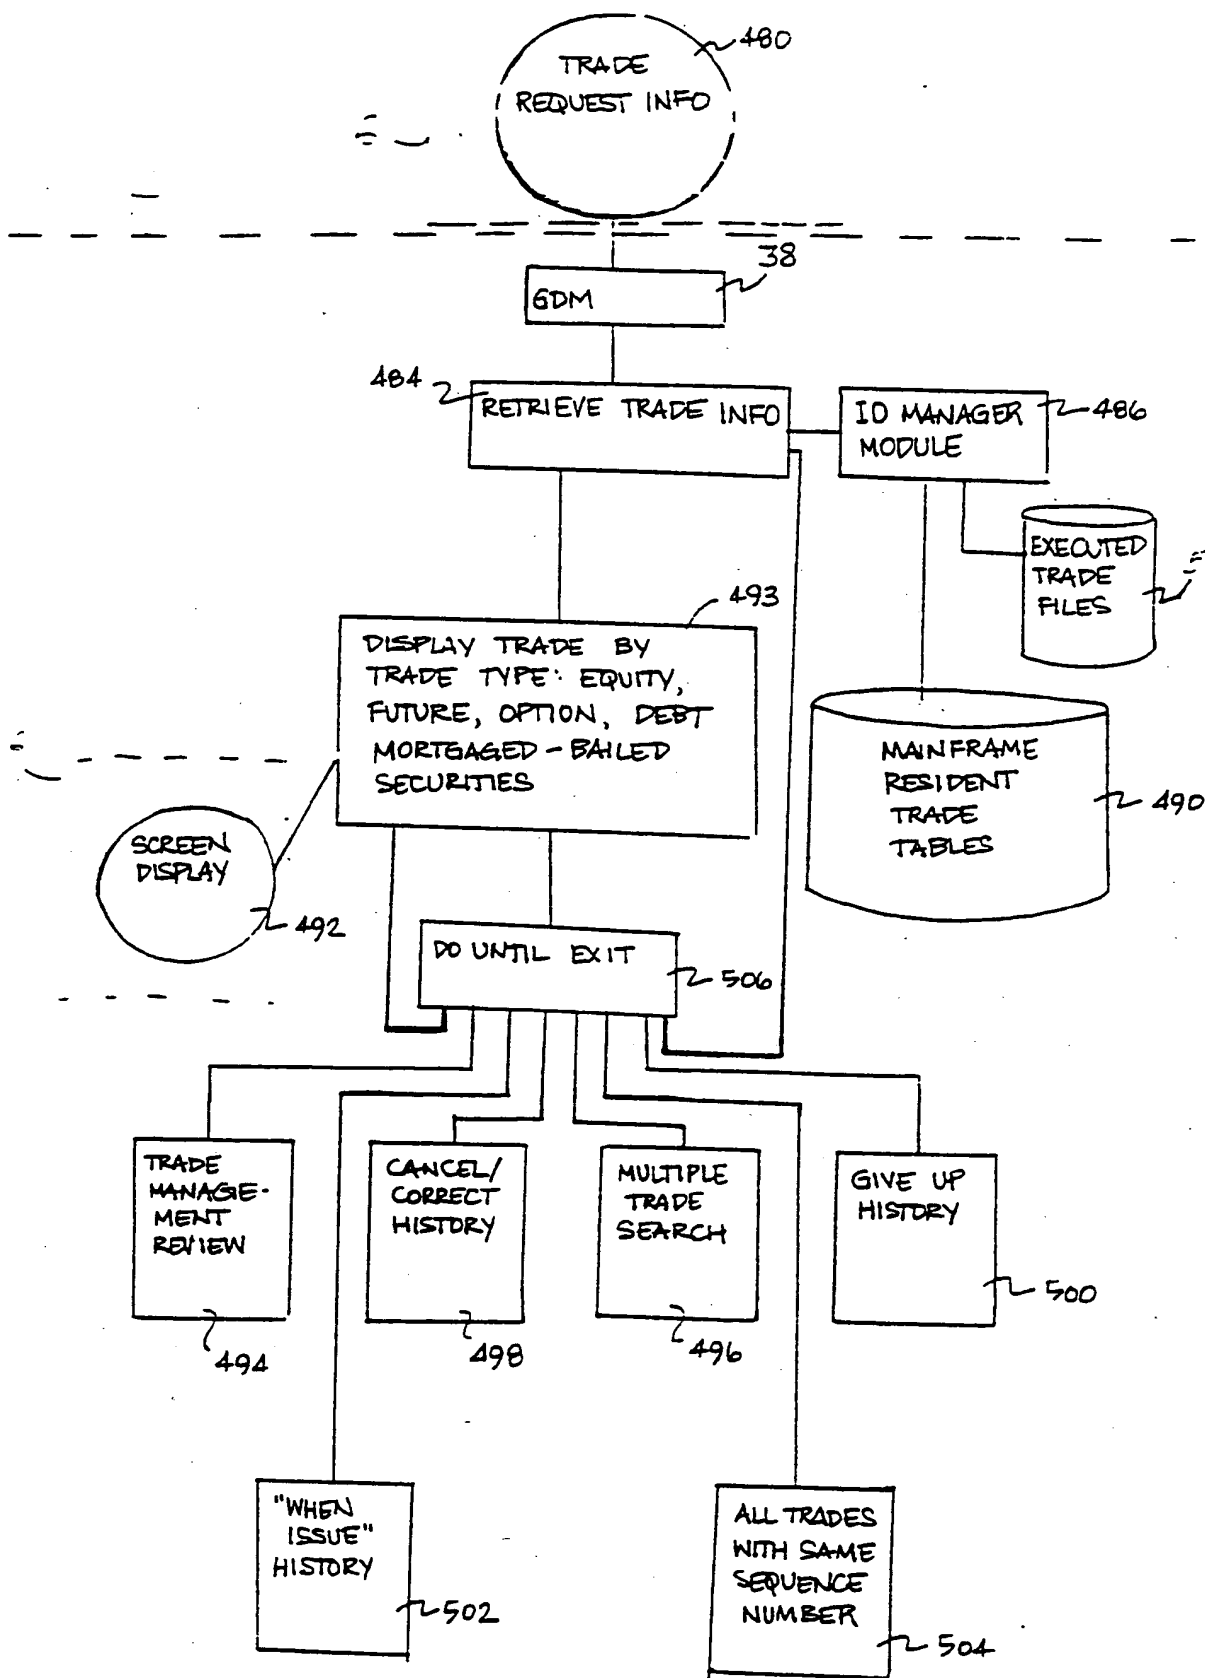 480
TRADE
REQUEST INFO
38
GDM
484
RETRIEVE TRADE INFO
IO MANAGER
MODULE
486
EXECUTED
TRADE
FILES
493
DISPLAY TRADE BY
TRADE TYPE: EQUITY,
FUTURE, OPTION, DEBT
MORTGAGED-BAILED
SECURITIES
MAINFRAME
RESIDENT
TRADE
TABLES
490
SCREEN
DISPLAY
492
DO UNTIL EXIT
506
TRADE
MANAGE-
MENT
REVIEW
494
CANCEL/
CORRECT
HISTORY
498
MULTIPLE
TRADE
SEARCH
496
GIVE UP
HISTORY
500
"WHEN
ISSUE"
HISTORY
502
ALL TRADES
WITH SAME
SEQUENCE
NUMBER
504